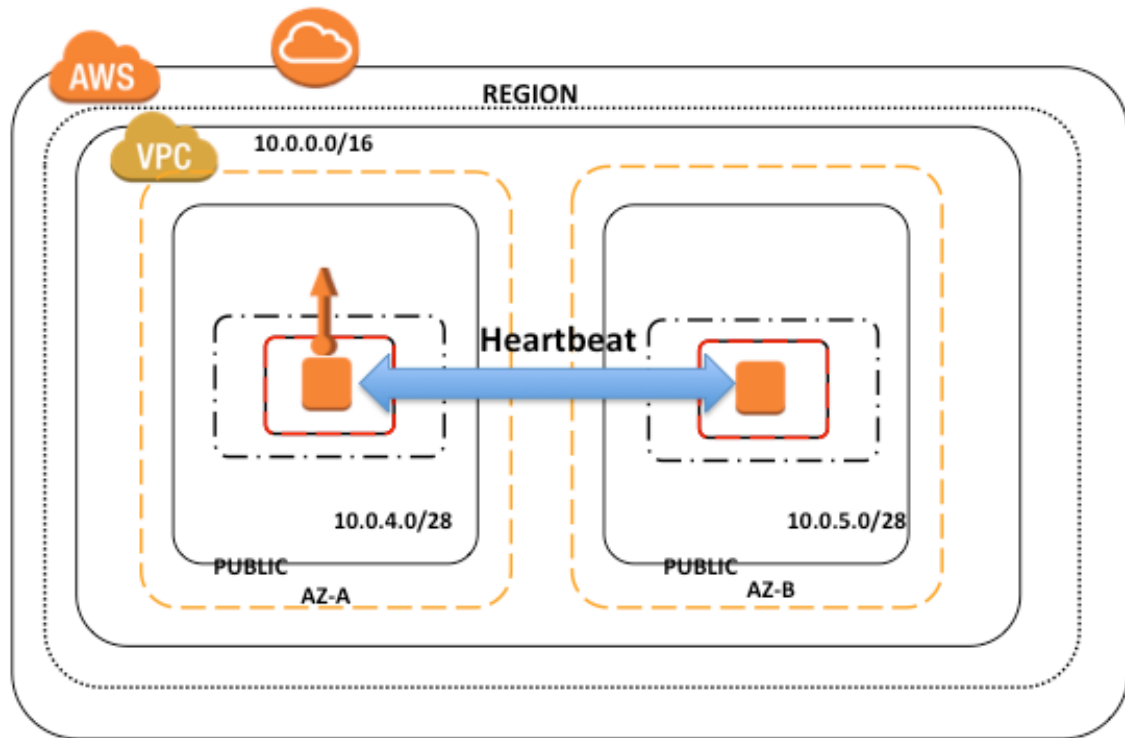 AWS
REGION
VPC
10.0.0.0/16
Heartbeat
10.0.4.0/28
10.0.5.0/28
PUBLIC
PUBLIC
AZ-A
AZ-B